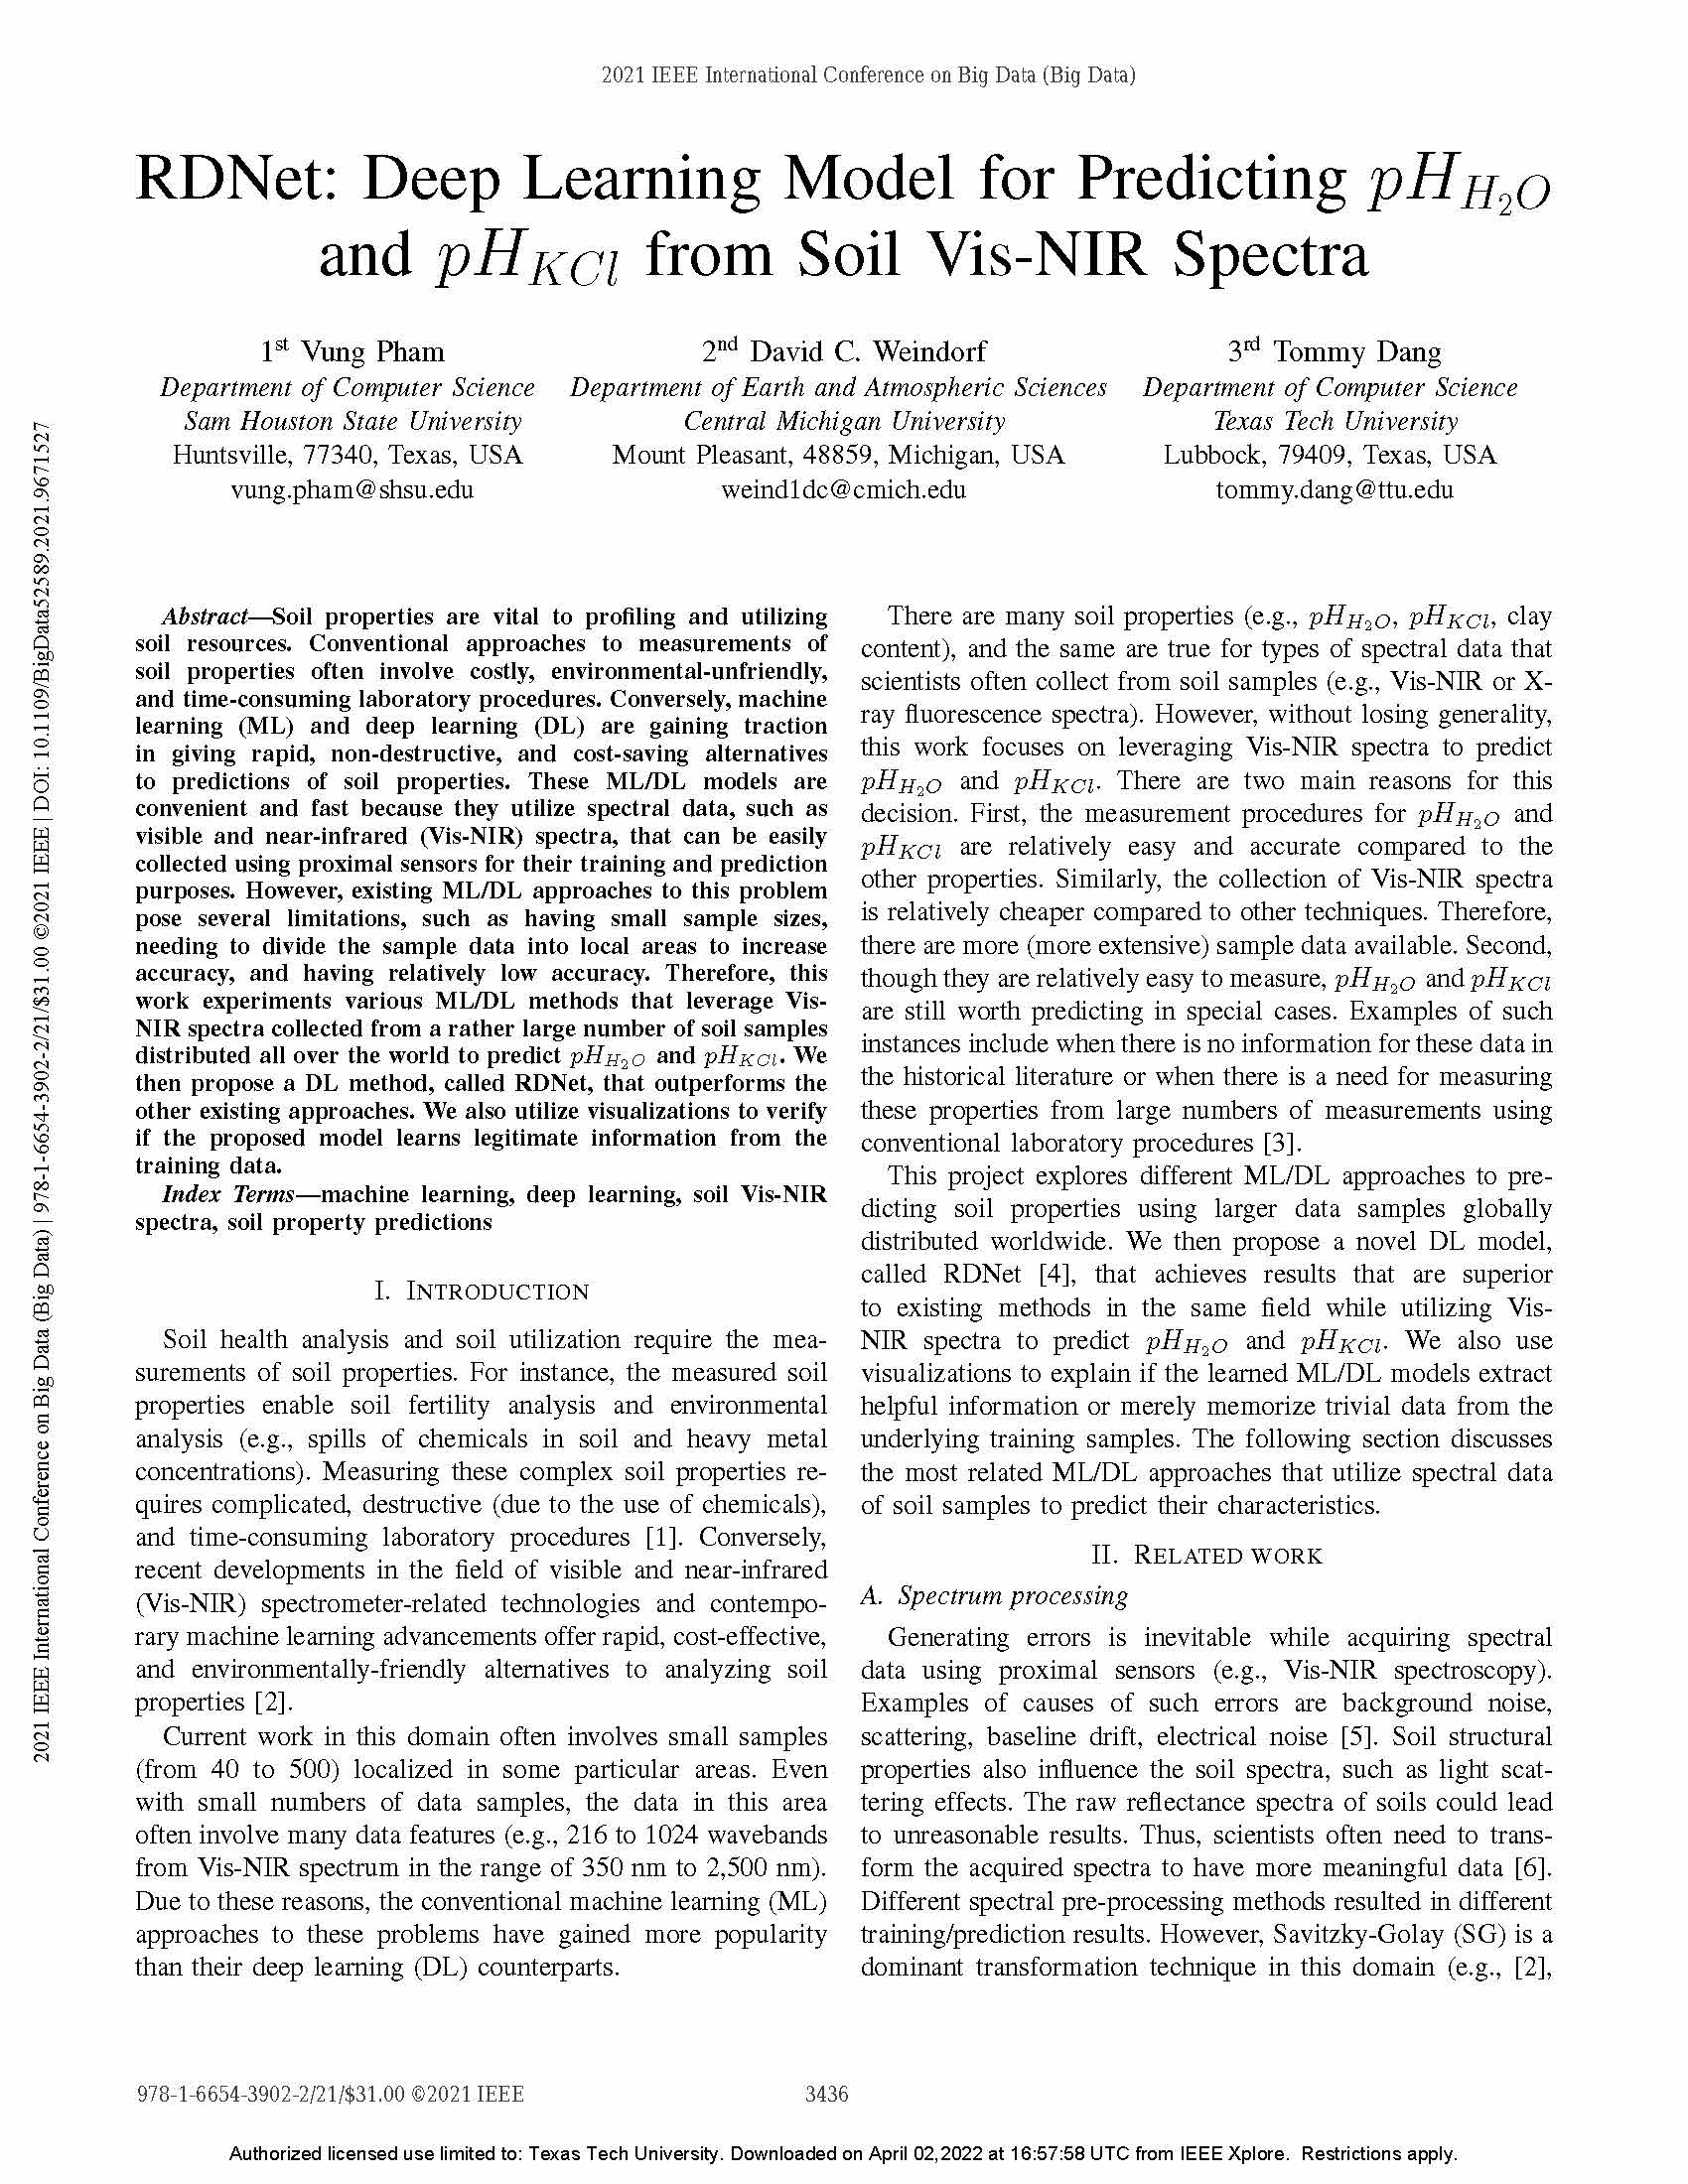 2021 IEEE International Conference on Big Data (Big Data)
RDNet: Deep Learning Model for Predicting pH_{H_2O}
and pH_{KCl} from Soil Vis-NIR Spectra
1st Vung Pham
Department of Computer Science
Sam Houston State University
Huntsville, 77340, Texas, USA
vung.pham@shsu.edu
2nd David C. Weindorf
Department of Earth and Atmospheric Sciences
Central Michigan University
Mount Pleasant, 48859, Michigan, USA
weind1dc@cmich.edu
3rd Tommy Dang
Department of Computer Science
Texas Tech University
Lubbock, 79409, Texas, USA
tommy.dang@ttu.edu
2021 IEEE International Conference on Big Data (Big Data) | 978-1-6654-3902-2/21/$31.00 ©2021 IEEE | DOI: 10.1109/BigData52589.2021.9671527
Abstract—Soil properties are vital to profiling and utilizing
soil resources. Conventional approaches to measurements of
soil properties often involve costly, environmental-unfriendly,
and time-consuming laboratory procedures. Conversely, machine
learning (ML) and deep learning (DL) are gaining traction
in giving rapid, non-destructive, and cost-saving alternatives
to predictions of soil properties. These ML/DL models are
convenient and fast because they utilize spectral data, such as
visible and near-infrared (Vis-NIR) spectra, that can be easily
collected using proximal sensors for their training and prediction
purposes. However, existing ML/DL approaches to this problem
pose several limitations, such as having small sample sizes,
needing to divide the sample data into local areas to increase
accuracy, and having relatively low accuracy. Therefore, this
work experiments various ML/DL methods that leverage Vis-
NIR spectra collected from a rather large number of soil samples
distributed all over the world to predict pH_{H_2O} and pH_{KCl}. We
then propose a DL method, called RDNet, that outperforms the
other existing approaches. We also utilize visualizations to verify
if the proposed model learns legitimate information from the
training data.
Index Terms—machine learning, deep learning, soil Vis-NIR
spectra, soil property predictions
I. INTRODUCTION
Soil health analysis and soil utilization require the mea-
surements of soil properties. For instance, the measured soil
properties enable soil fertility analysis and environmental
analysis (e.g., spills of chemicals in soil and heavy metal
concentrations). Measuring these complex soil properties re-
quires complicated, destructive (due to the use of chemicals),
and time-consuming laboratory procedures [1]. Conversely,
recent developments in the field of visible and near-infrared
(Vis-NIR) spectrometer-related technologies and contempo-
rary machine learning advancements offer rapid, cost-effective,
and environmentally-friendly alternatives to analyzing soil
properties [2].
Current work in this domain often involves small samples
(from 40 to 500) localized in some particular areas. Even
with small numbers of data samples, the data in this area
often involve many data features (e.g., 216 to 1024 wavebands
from Vis-NIR spectrum in the range of 350 nm to 2,500 nm).
Due to these reasons, the conventional machine learning (ML)
approaches to these problems have gained more popularity
than their deep learning (DL) counterparts.
There are many soil properties (e.g., pH_{H_2O}, pH_{KCl}, clay
content), and the same are true for types of spectral data that
scientists often collect from soil samples (e.g., Vis-NIR or X-
ray fluorescence spectra). However, without losing generality,
this work focuses on leveraging Vis-NIR spectra to predict
pH_{H_2O} and pH_{KCl}. There are two main reasons for this
decision. First, the measurement procedures for pH_{H_2O} and
pH_{KCl} are relatively easy and accurate compared to the
other properties. Similarly, the collection of Vis-NIR spectra
is relatively cheaper compared to other techniques. Therefore,
there are more (more extensive) sample data available. Second,
though they are relatively easy to measure, pH_{H_2O} and pH_{KCl}
are still worth predicting in special cases. Examples of such
instances include when there is no information for these data in
the historical literature or when there is a need for measuring
these properties from large numbers of measurements using
conventional laboratory procedures [3].
This project explores different ML/DL approaches to pre-
dicting soil properties using larger data samples globally
distributed worldwide. We then propose a novel DL model,
called RDNet [4], that achieves results that are superior
to existing methods in the same field while utilizing Vis-
NIR spectra to predict pH_{H_2O} and pH_{KCl}. We also use
visualizations to explain if the learned ML/DL models extract
helpful information or merely memorize trivial data from the
underlying training samples. The following section discusses
the most related ML/DL approaches that utilize spectral data
of soil samples to predict their characteristics.
II. RELATED WORK
A. Spectrum processing
Generating errors is inevitable while acquiring spectral
data using proximal sensors (e.g., Vis-NIR spectroscopy).
Examples of causes of such errors are background noise,
scattering, baseline drift, electrical noise [5]. Soil structural
properties also influence the soil spectra, such as light scat-
tering effects. The raw reflectance spectra of soils could lead
to unreasonable results. Thus, scientists often need to trans-
form the acquired spectra to have more meaningful data [6].
Different spectral pre-processing methods resulted in different
training/prediction results. However, Savitzky-Golay (SG) is a
dominant transformation technique in this domain (e.g., [2],
978-1-6654-3902-2/21/$31.00 ©2021 IEEE
3436
Authorized licensed use limited to: Texas Tech University. Downloaded on April 02,2022 at 16:57:58 UTC from IEEE Xplore. Restrictions apply.